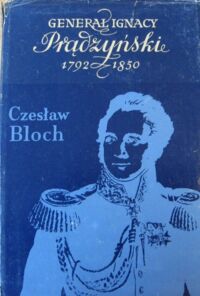 GENERAŁ IGNACY
Prądzyński
1792 1850
Czesław
Bloch